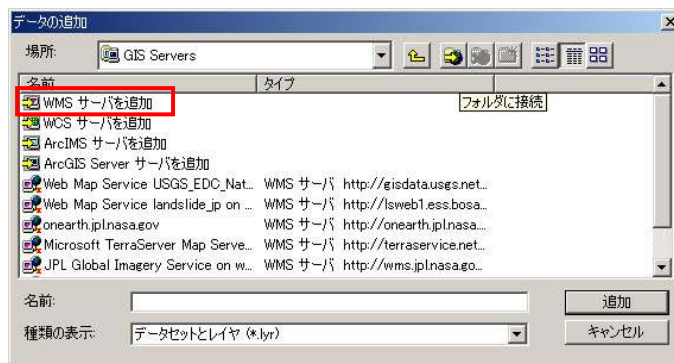 データの追加
場所: GIS Servers
名前 タイプ
WMS サーバを追加 フォルダに接続
WCS サーバを追加
ArcIMS サーバを追加
ArcGIS Server サーバを追加
Web Map Service USGS_EDC_Nat... WMS サーバ http://gisdata.usgs.net...
Web Map Service landslide_jp on ... WMS サーバ http://lsweb1.ess.bosa...
onearth.jpl.nasa.gov WMS サーバ http://onearth.jpl.nasa....
Microsoft TerraServer Map Serve... WMS サーバ http://terraservice.net...
JPL Global Imagery Service on w... WMS サーバ http://wms.jpl.nasa.go...
名前: 追加
種類の表示: データセットとレイヤ (*.lyr) キャンセル